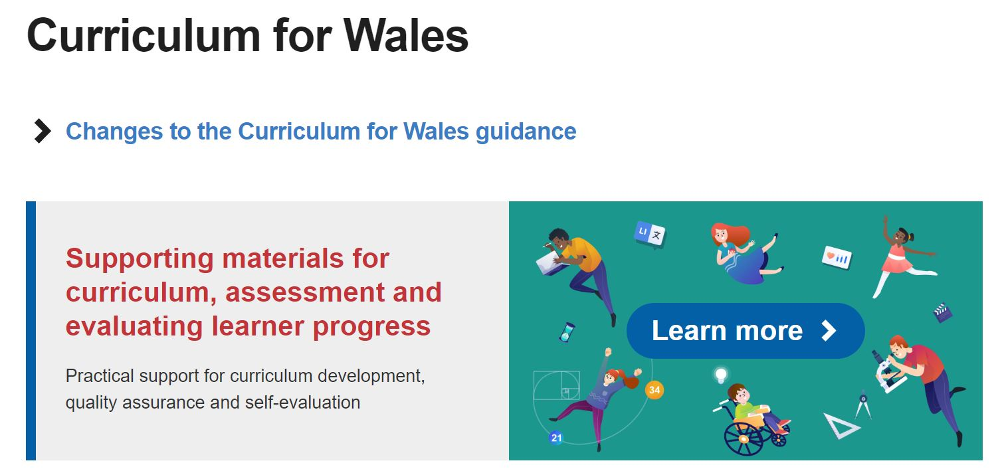 Curriculum for Wales
Changes to the Curriculum for Wales guidance
Supporting materials for
curriculum, assessment and
evaluating learner progress
Practical support for curriculum development,
quality assurance and self-evaluation
LI 文
Learn more
34
21